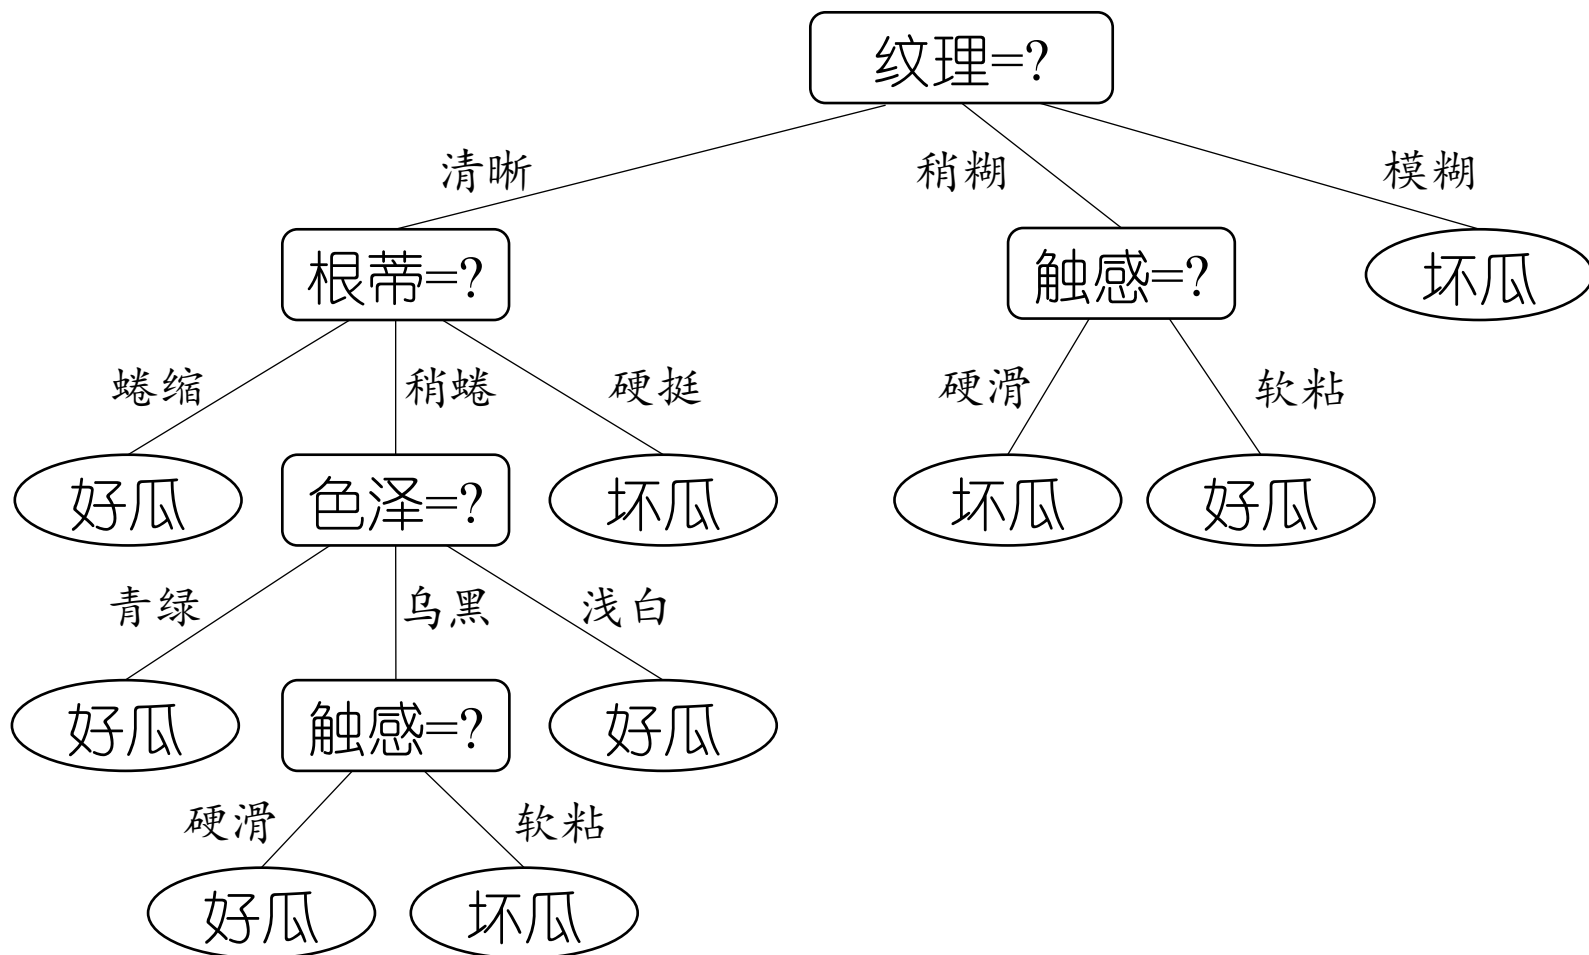 纹理=?
清晰 稍糊 模糊
根蒂=? 触感=? 坏瓜
蜷缩 稍蜷 硬挺 硬滑 软粘
好瓜 色泽=? 坏瓜 坏瓜 好瓜
青绿 乌黑 浅白
好瓜 触感=? 好瓜
硬滑 软粘
好瓜 坏瓜